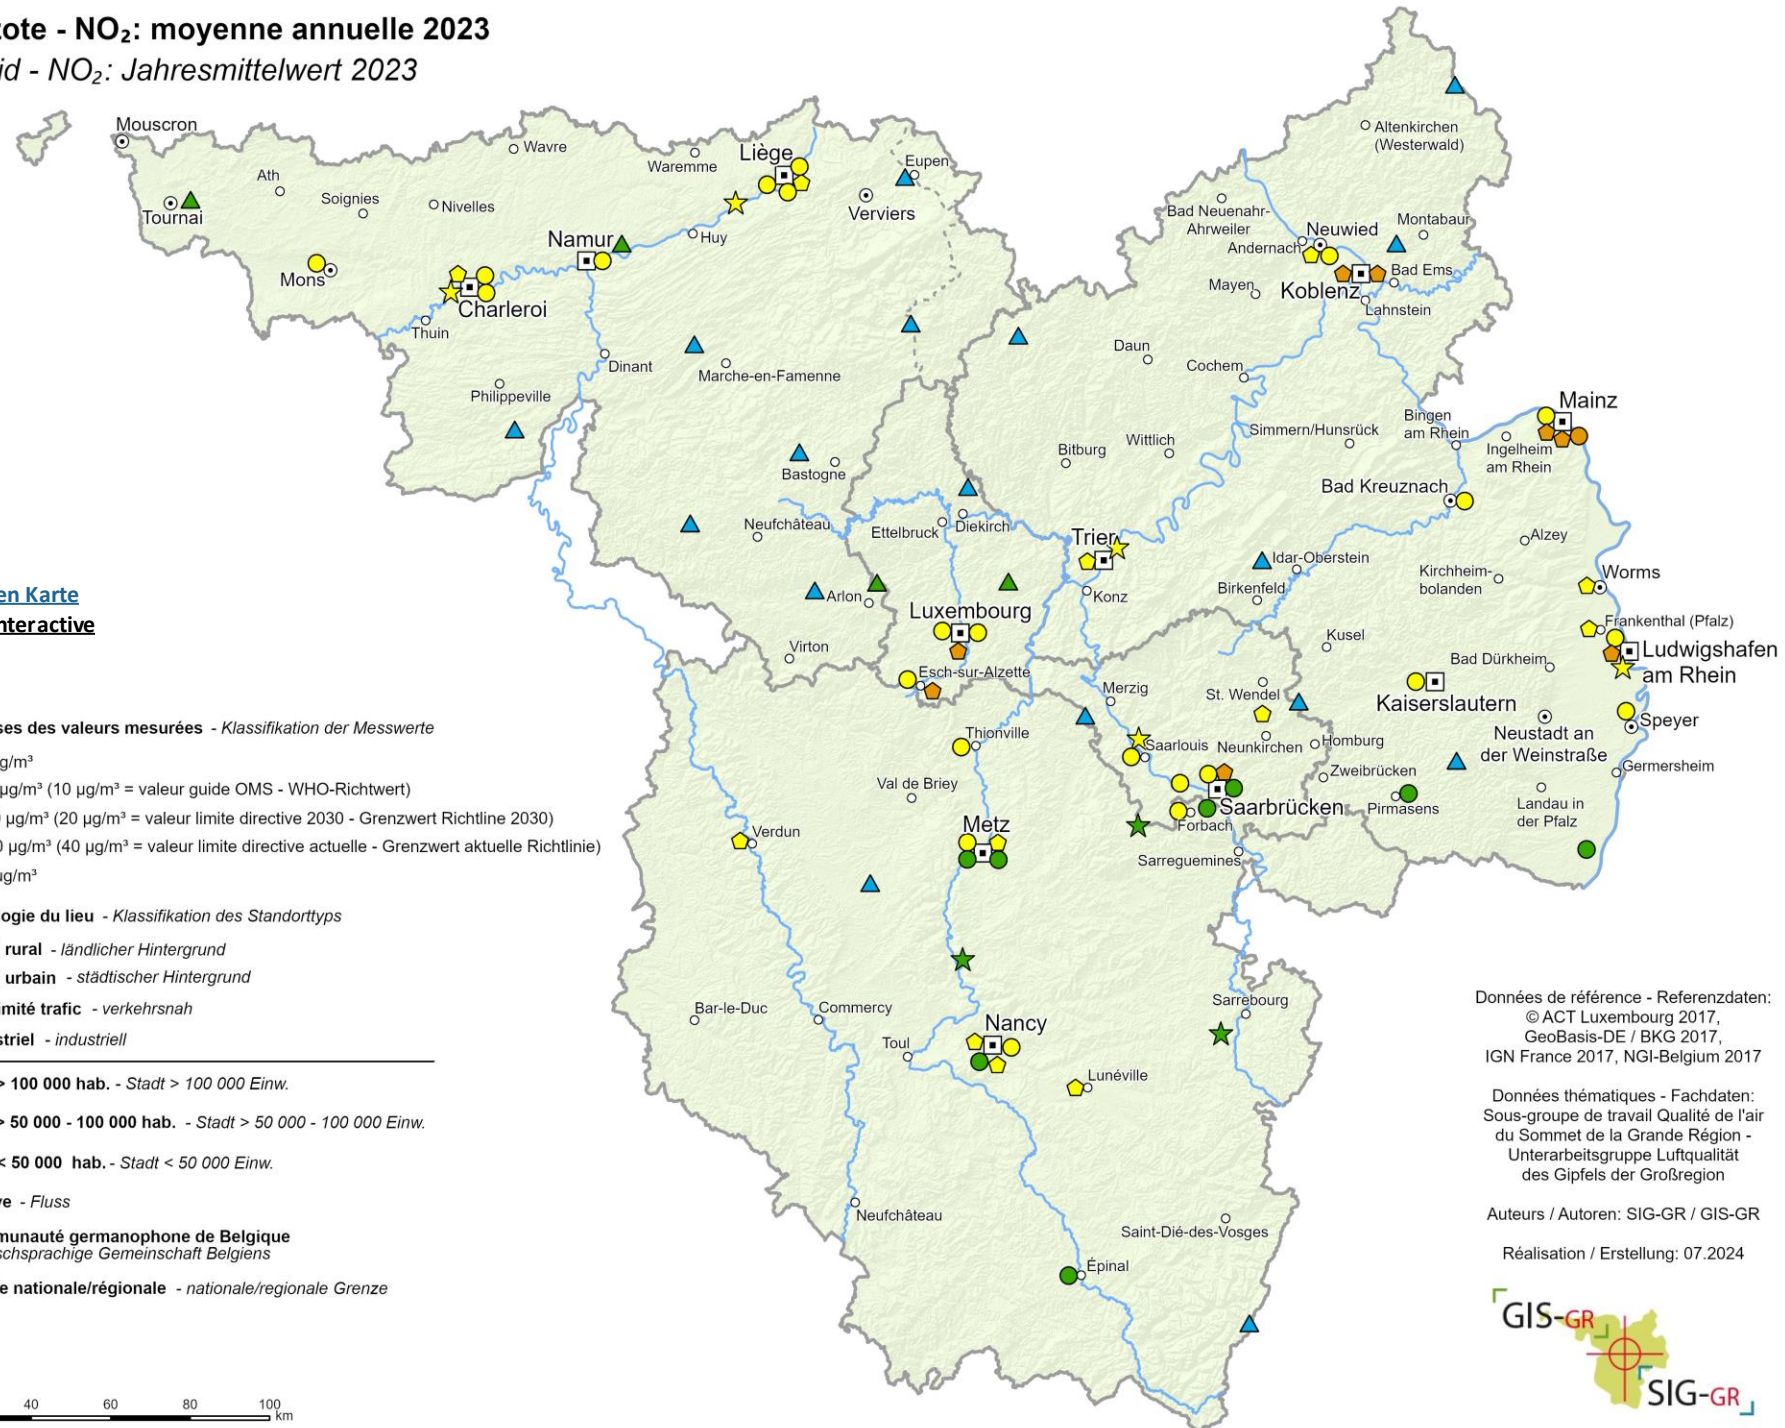 zote - NO₂: moyenne annuelle 2023
id - NO₂: Jahresmittelwert 2023
Mouscron
Wavre
Waremme
Liège
Eupen
Altenkirchen
(Westerwald)
Ath
Soignies
Nivelles
Tournai
Verviers
Bad Neuenahr-
Ahrweiler
Neuwied
Montabaur
Andernach
Huy
Namur
Mons
Charleroi
Thuin
Mayen
Koblenz
Bad Ems
Lahnstein
Dinant
Marche-en-Famenne
Philippeville
Daun
Cochem
Mainz
Bingen
am Rhein
Simmern/Hunsrück
Ingelheim
am Rhein
Bitburg
Wittlich
Bastogne
Bad Kreuznach
Neufchâteau
Ettelbruck
Diekirch
Trier
Alzey
Idar-Oberstein
Kirchheim-
bolanden
Birkenfeld
Worms
Konz
Arlon
Luxembourg
Frankenthal (Pfalz)
Kusel
Virton
Esch-sur-Alzette
Bad Dürkheim
Ludwigshafen
am Rhein
Merzig
St. Wendel
Kaiserslautern
Speyer
Neustadt an
der Weinstraße
Thionville
Saarlouis
Neunkirchen
Homburg
Zweibrücken
Germersheim
Val de Briey
Saarbrücken
Pirmasens
Landau in
der Pfalz
Forbach
Metz
Verdun
Sarreguemines
Bar-le-Duc
Commercy
Sarrebourg
Toul
Nancy
Lunéville
Neufchâteau
Saint-Dié-des-Vosges
Épinal
en Karte
nteractive
ses des valeurs mesurées - Klassifikation der Messwerte
g/m³
µg/m³ (10 µg/m³ = valeur guide OMS - WHO-Richtwert)
µg/m³ (20 µg/m³ = valeur limite directive 2030 - Grenzwert Richtline 2030)
0 µg/m³ (40 µg/m³ = valeur limite directive actuelle - Grenzwert aktuelle Richtlinie)
µg/m³
logie du lieu - Klassifikation des Standorttyps
rural - ländlicher Hintergrund
urbain - städtischer Hintergrund
imité trafic - verkehrsnah
striel - industriell
> 100 000 hab. - Stadt > 100 000 Einw.
> 50 000 - 100 000 hab. - Stadt > 50 000 - 100 000 Einw.
< 50 000 hab. - Stadt < 50 000 Einw.
ve - Fluss
munauté germanophone de Belgique
schsprachige Gemeinschaft Belgiens
e nationale/régionale - nationale/regionale Grenze
40 60 80 100
km
Données de référence - Referenzdaten:
© ACT Luxembourg 2017,
GeoBasis-DE / BKG 2017,
IGN France 2017, NGI-Belgium 2017
Données thématiques - Fachdaten:
Sous-groupe de travail Qualité de l'air
du Sommet de la Grande Région -
Unterarbeitsgruppe Luftqualität
des Gipfels der Großregion
Auteurs / Autoren: SIG-GR / GIS-GR
Réalisation / Erstellung: 07.2024
GIS-GR
SIG-GR